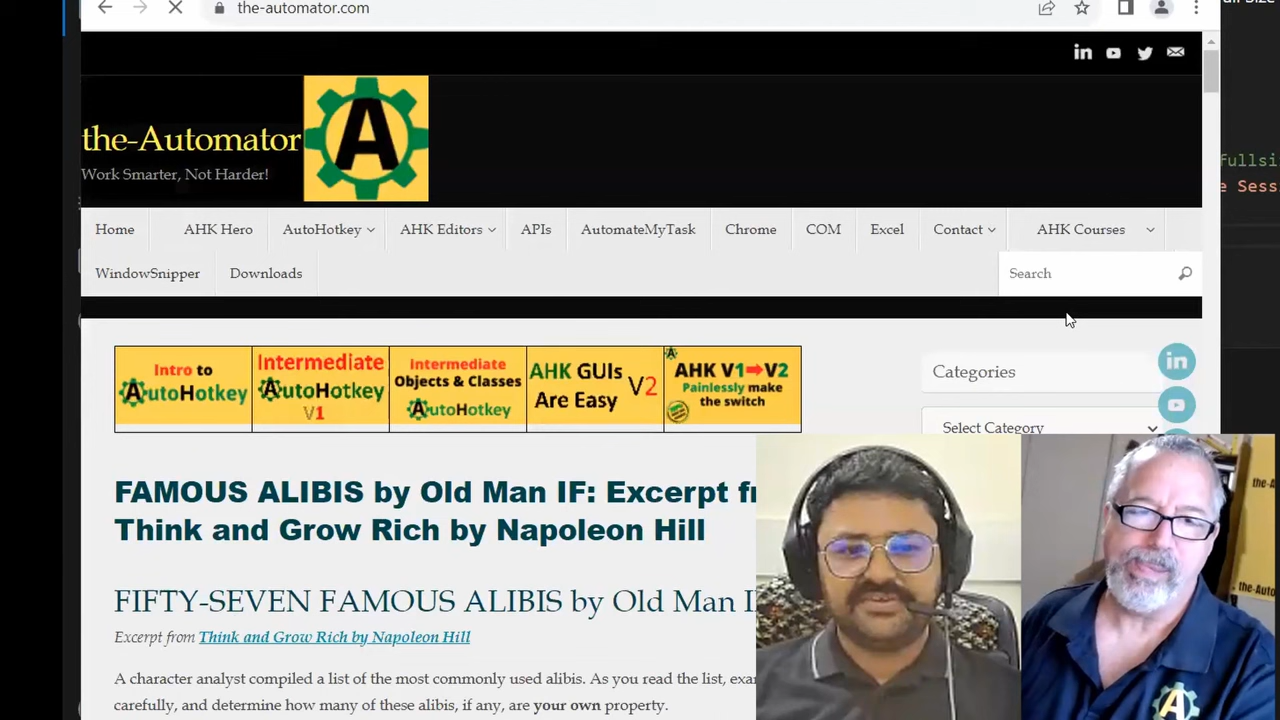 the-automator.com
the-Automator
A
Work Smarter, Not Harder!
Home
AHK Hero
AutoHotkey
AHK Editors
APIs
AutomateMyTask
Chrome
COM
Excel
Contact
AHK Courses
WindowSnipper
Downloads
Search
Intro to
AutoHotkey
Intermediate
AutoHotkey
V1
Intermediate
Objects & Classes
AutoHotkey
AHK GUIs
Are Easy V2
AHK V1 V2
Painlessly make
the switch
Categories
Select Category
FAMOUS ALIBIS by Old Man IF: Excerpt
Think and Grow Rich by Napoleon Hill
FIFTY-SEVEN FAMOUS ALIBIS by Old Man
Excerpt from Think and Grow Rich by Napoleon Hill
A character analyst compiled a list of the most commonly used alibis. As you read the list,
carefully, and determine how many of these alibis, if any, are your own property.
A